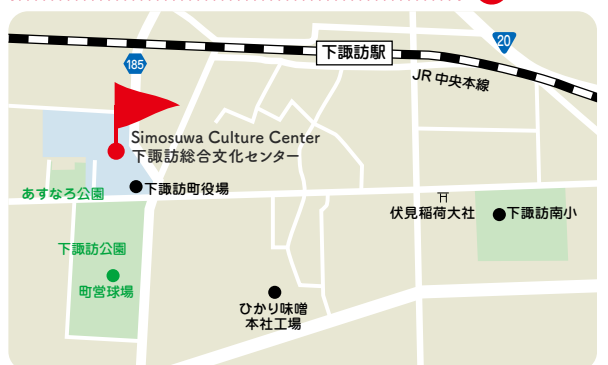 20
下諏訪駅
185
JR 中央本線
Simosuwa Culture Center
下諏訪総合文化センター
下諏訪町役場
あすなろ公園
伏見稲荷大社
下諏訪南小
下諏訪公園
町営球場
ひかり味噌
本社工場